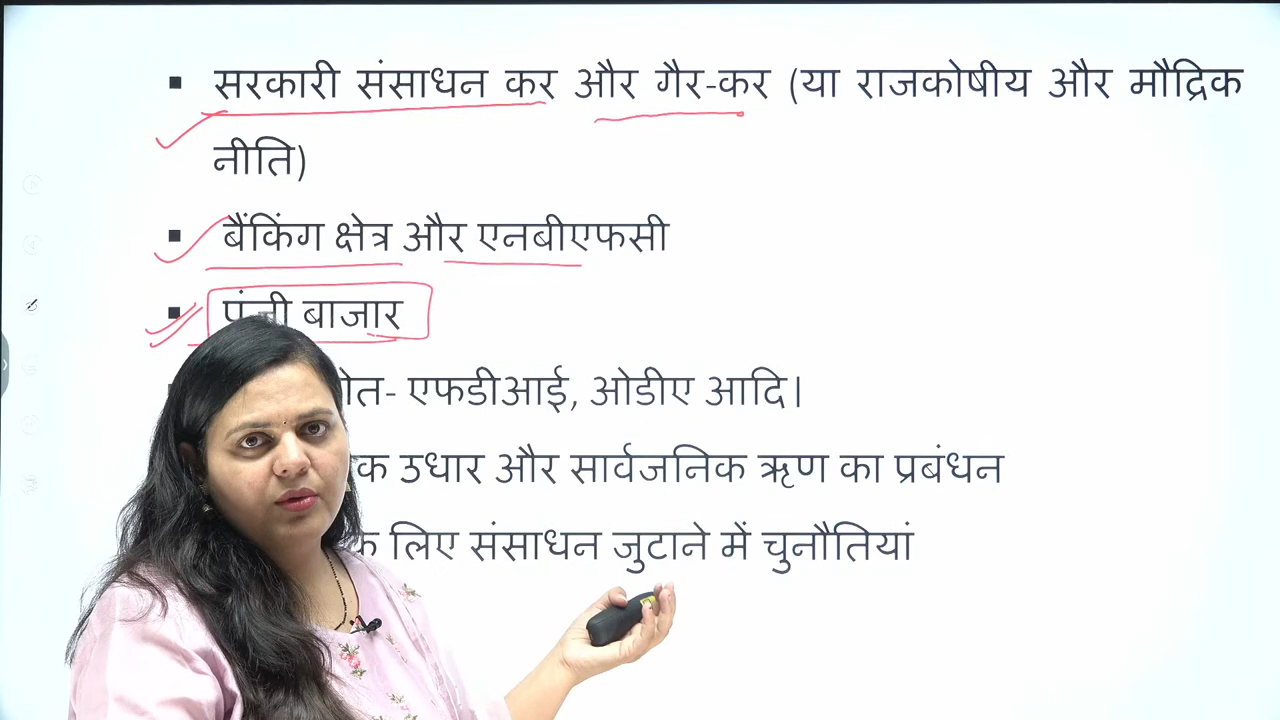 ▪ सरकारी संसाधन कर और गैर-कर (या राजकोषीय और मौद्रिक
नीति)
▪ बैंकिंग क्षेत्र और एनबीएफसी
▪ पूंजी बाजार
एफडीआई, ओडीए आदि।
उधार और सार्वजनिक ऋण का प्रबंधन
लिए संसाधन जुटाने में चुनौतियां